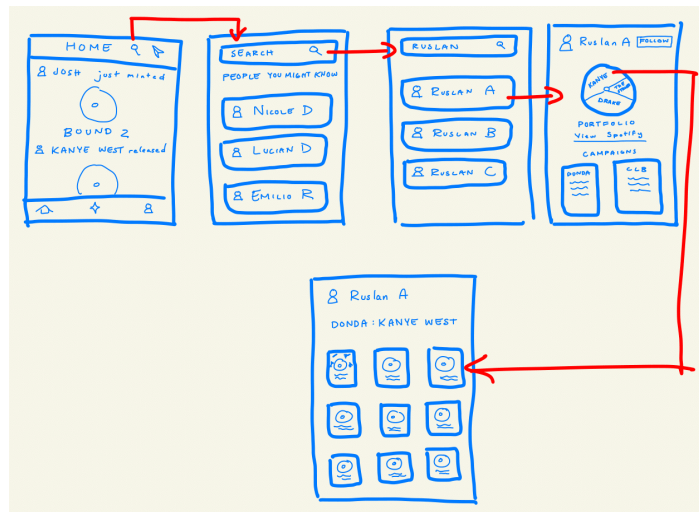 HOME
JOSH just minted
BOUND 2
KANYE WEST released
SEARCH
PEOPLE YOU MIGHT KNOW
NICOLE D
LUCIAN D
EMILIO R
RUSLAN
RUSLAN A
RUSLAN B
RUSLAN C
Ruslan A FOLLOW
KANYE
DRAKE
PORTFOLIO
View Spotify
CAMPAIGNS
DONDA
CLB
Ruslan A
DONDA: KANYE WEST